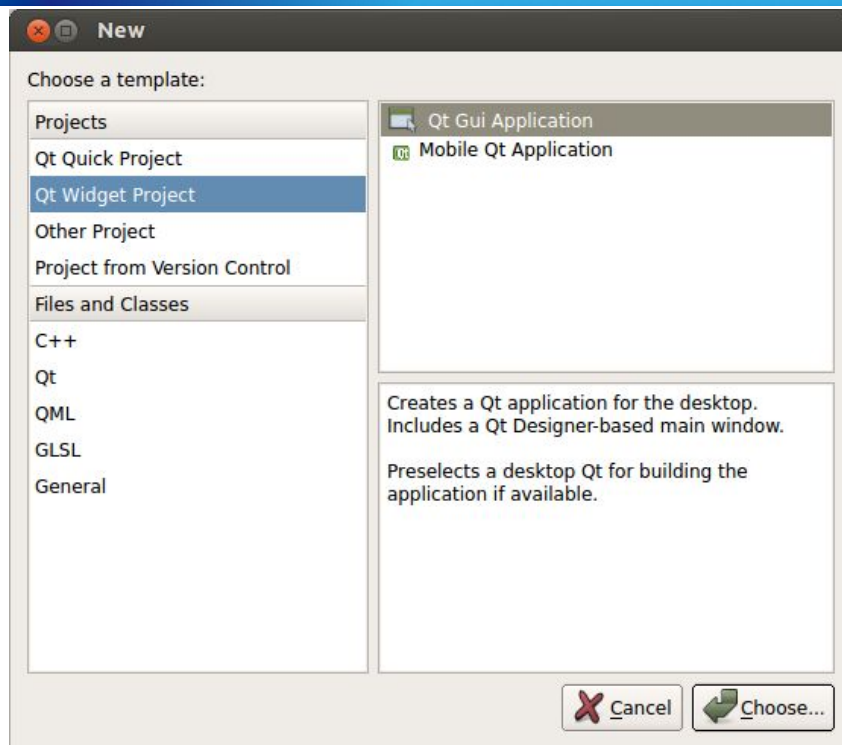 New
Choose a template:
Projects
Qt Quick Project
Qt Widget Project
Other Project
Project from Version Control
Files and Classes
C++
Qt
QML
GLSL
General
Qt Gui Application
Qt Mobile Qt Application
Creates a Qt application for the desktop.
Includes a Qt Designer-based main window.
Preselects a desktop Qt for building the
application if available.
Cancel
Choose...